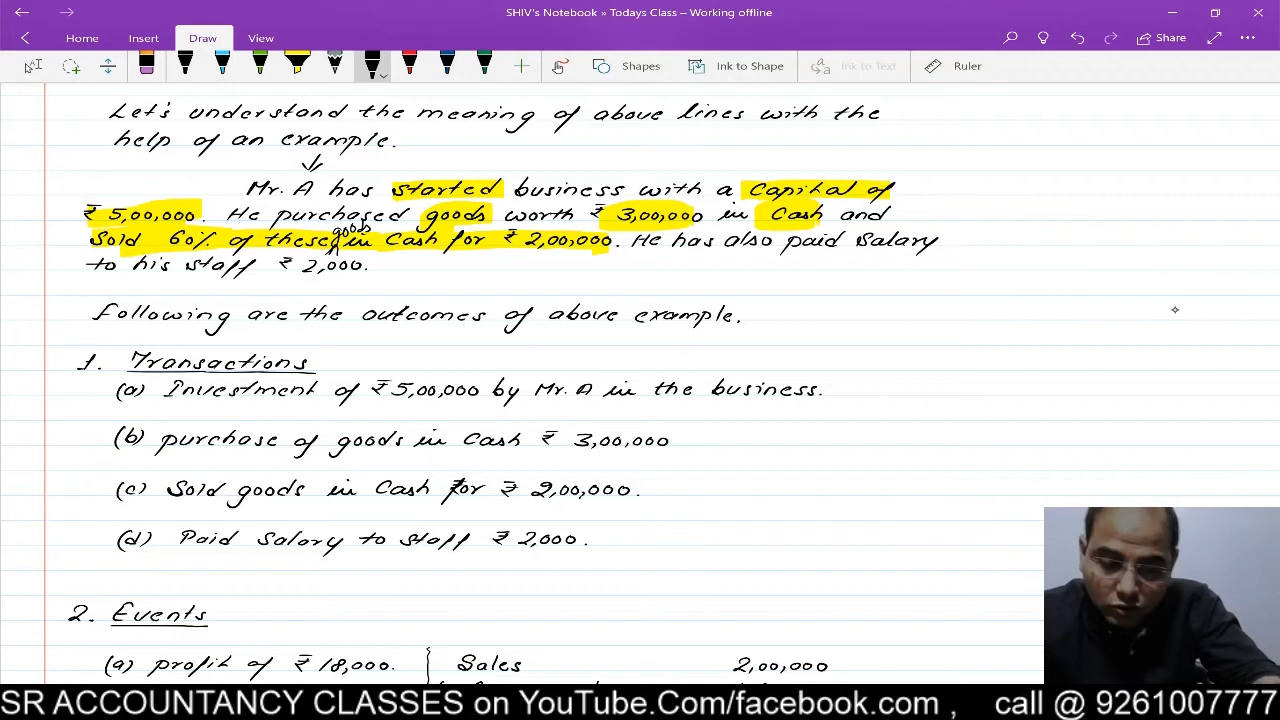 SHIV's Notebook » Todays Class – Working offline
Home Insert Draw View Share
Shapes Ink to Shape Ink to Text Ruler
Let's understand the meaning of above lines with the
help of an example.
Mr. A has started business with a Capital of
₹ 5,00,000. He purchased goods worth ₹ 3,00,000 in Cash and
goods
Sold 60% of these in Cash for ₹ 2,00,000. He has also paid Salary
to his staff ₹ 2,000.
Following are the outcomes of above example.
1. Transactions
(a) Investment of ₹5,00,000 by Mr. A in the business.
(b) purchase of goods in Cash ₹ 3,00,000
(c) Sold goods in Cash for ₹ 2,00,000.
(d) Paid Salary to staff ₹ 2,000.
2. Events
(a) profit of ₹ 18,000. Sales 2,00,000
SR ACCOUNTANCY CLASSES on YouTube.Com/facebook.com , call @ 9261007777